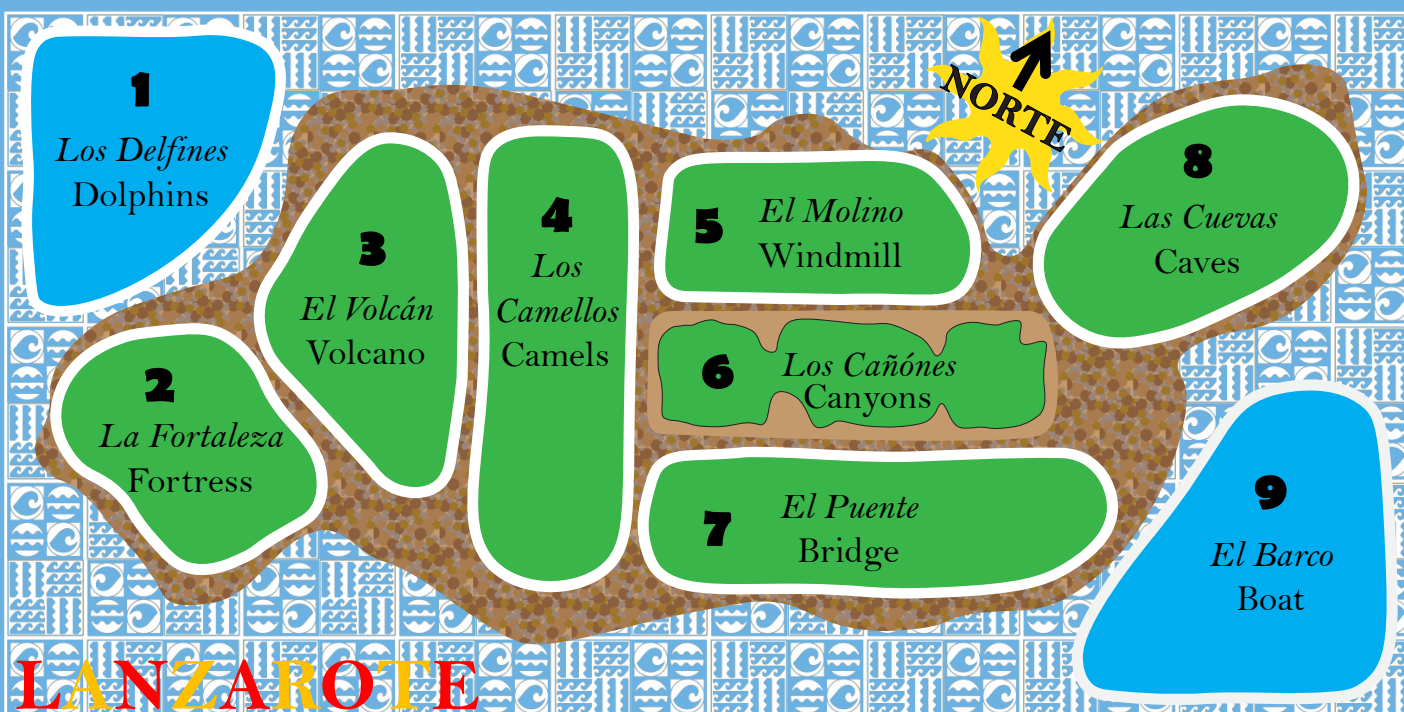 1
Los Delfines
Dolphins
2
La Fortaleza
Fortress
3
El Volcán
Volcano
4
Los
Camellos
Camels
5
El Molino
Windmill
6
Los Cañónes
Canyons
7
El Puente
Bridge
NORTE
8
Las Cuevas
Caves
9
El Barco
Boat
LANZAROTE